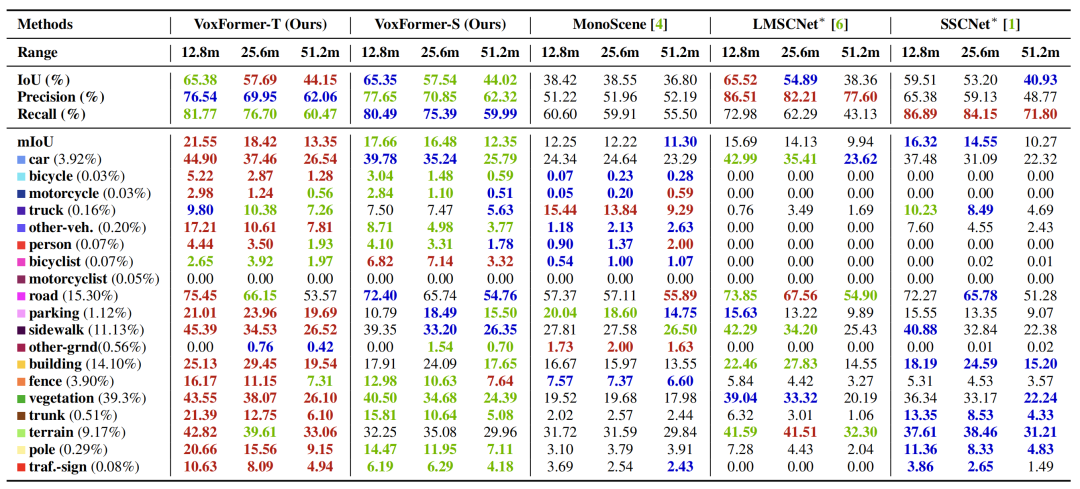 Methods VoxFormer-T (Ours) VoxFormer-S (Ours) MonoScene [4] LMSCNet* [6] SSCNet* [1]
Range 12.8m 25.6m 51.2m 12.8m 25.6m 51.2m 12.8m 25.6m 51.2m 12.8m 25.6m 51.2m 12.8m 25.6m 51.2m
IoU (%) 65.38 57.69 44.15 65.35 57.54 44.02 38.42 38.55 36.80 65.52 54.89 38.36 59.51 53.20 40.93
Precision (%) 76.54 69.95 62.06 77.65 70.85 62.32 51.22 51.96 52.19 86.51 82.21 77.60 65.38 59.13 48.77
Recall (%) 81.77 76.70 60.47 80.49 75.39 59.99 60.60 59.91 55.50 72.98 62.29 43.13 86.89 84.15 71.80
mIoU 21.55 18.42 13.35 17.66 16.48 12.35 12.25 12.22 11.30 15.69 14.13 9.94 16.32 14.55 10.27
car (3.92%) 44.90 37.46 26.54 39.78 35.24 25.79 24.34 24.64 23.29 42.99 35.41 23.62 37.48 31.09 22.32
bicycle (0.03%) 5.22 2.87 1.28 3.04 1.48 0.59 0.07 0.23 0.28 0.00 0.00 0.00 0.00 0.00 0.00
motorcycle (0.03%) 2.98 1.24 0.56 2.84 1.10 0.51 0.05 0.20 0.59 0.00 0.00 0.00 0.00 0.00 0.00
truck (0.16%) 9.80 10.38 7.26 7.50 7.47 5.63 15.44 13.84 9.29 0.76 3.49 1.69 10.23 8.49 4.69
other-veh. (0.20%) 17.21 10.61 7.81 8.71 4.98 3.77 1.18 2.13 2.63 0.00 0.00 0.00 7.60 4.55 2.43
person (0.07%) 4.44 3.50 1.93 4.10 3.31 1.78 0.90 1.37 2.00 0.00 0.00 0.00 0.00 0.00 0.00
bicyclist (0.07%) 2.65 3.92 1.97 6.82 7.14 3.32 0.54 1.00 1.07 0.00 0.00 0.00 0.00 0.02 0.01
motorcyclist (0.05%) 0.00 0.00 0.00 0.00 0.00 0.00 0.00 0.00 0.00 0.00 0.00 0.00 0.00 0.00 0.00
road (15.30%) 75.45 66.15 53.57 72.40 65.74 54.76 57.37 57.11 55.89 73.85 67.56 54.90 72.27 65.78 51.28
parking (1.12%) 21.01 23.96 19.69 10.79 18.49 15.50 20.04 18.60 14.75 15.63 13.22 9.89 15.55 13.35 9.07
sidewalk (11.13%) 45.39 34.53 26.52 39.35 33.20 26.35 27.81 27.58 26.50 42.29 34.20 25.43 40.88 32.84 22.38
other-grnd(0.56%) 0.00 0.76 0.42 0.00 1.54 0.70 1.73 2.00 1.63 0.00 0.00 0.00 0.00 0.01 0.02
building (14.10%) 25.13 29.45 19.54 17.91 24.09 17.65 16.67 15.97 13.55 22.46 27.83 14.55 18.19 24.59 15.20
fence (3.90%) 16.17 11.15 7.31 12.98 10.63 7.64 7.57 7.37 6.60 5.84 4.42 3.27 5.31 4.53 3.57
vegetation (39.3%) 43.55 38.07 26.10 40.50 34.68 24.39 19.52 19.68 17.98 39.04 33.32 20.19 36.34 33.17 22.24
trunk (0.51%) 21.39 12.75 6.10 15.81 10.64 5.08 2.02 2.57 2.44 6.32 3.01 1.06 13.35 8.53 4.33
terrain (9.17%) 42.82 39.61 33.06 32.25 35.08 29.96 31.72 31.59 29.84 41.59 41.51 32.30 37.61 38.46 31.21
pole (0.29%) 20.66 15.56 9.15 14.47 11.95 7.11 3.10 3.79 3.91 7.28 4.43 2.04 11.36 8.33 4.83
traf.-sign (0.08%) 10.63 8.09 4.94 6.19 6.29 4.18 3.69 2.54 2.43 0.00 0.00 0.00 3.86 2.65 1.49